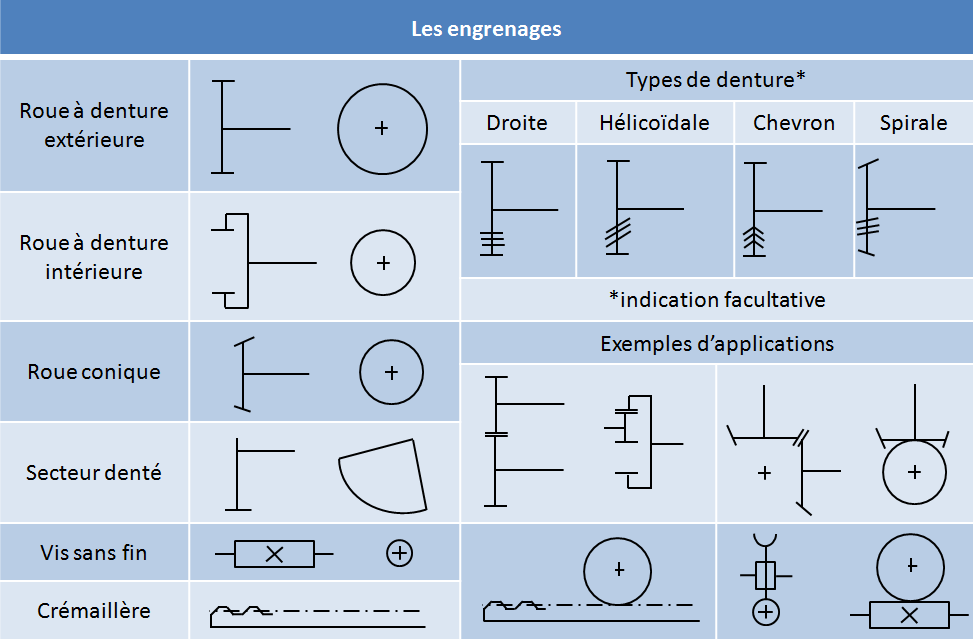 Les engrenages
Roue à denture
extérieure
Roue à denture
intérieure
Roue conique
Secteur denté
Vis sans fin
Crémaillère
Types de denture*
Droite
Hélicoïdale
Chevron
Spirale
*indication facultative
Exemples d’applications